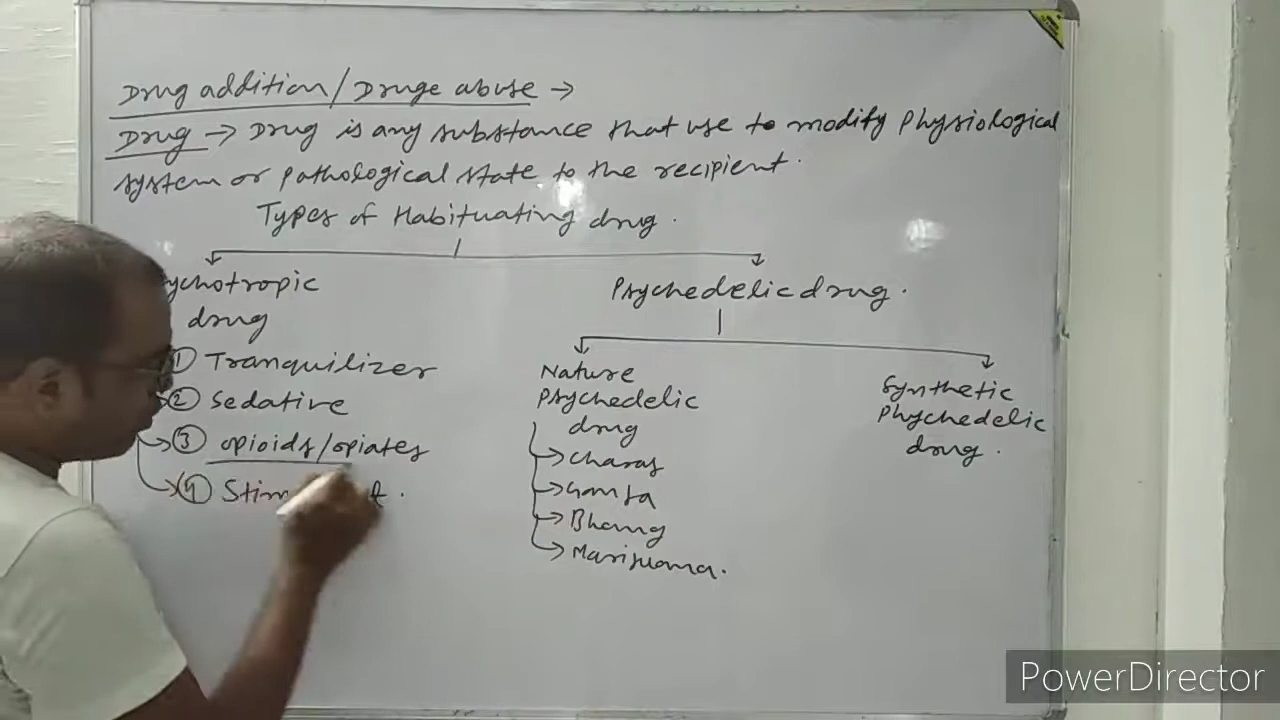 Drug addition/Druge abuse →
Drug → Drug is any substance that use to modify physiological
system or pathological state to the recipient.
Types of Habituating drug.
ychotropic
drug
① Tranquilizer
② Sedative
③ opioids/opiates
④ Stim
Psychedelic drug.
Nature
Psychedelic
drug
→ Charas
→ Ganja
→ Bhang
→ Marijuana.
Synthetic
Phychedelic
drug.
PowerDirector